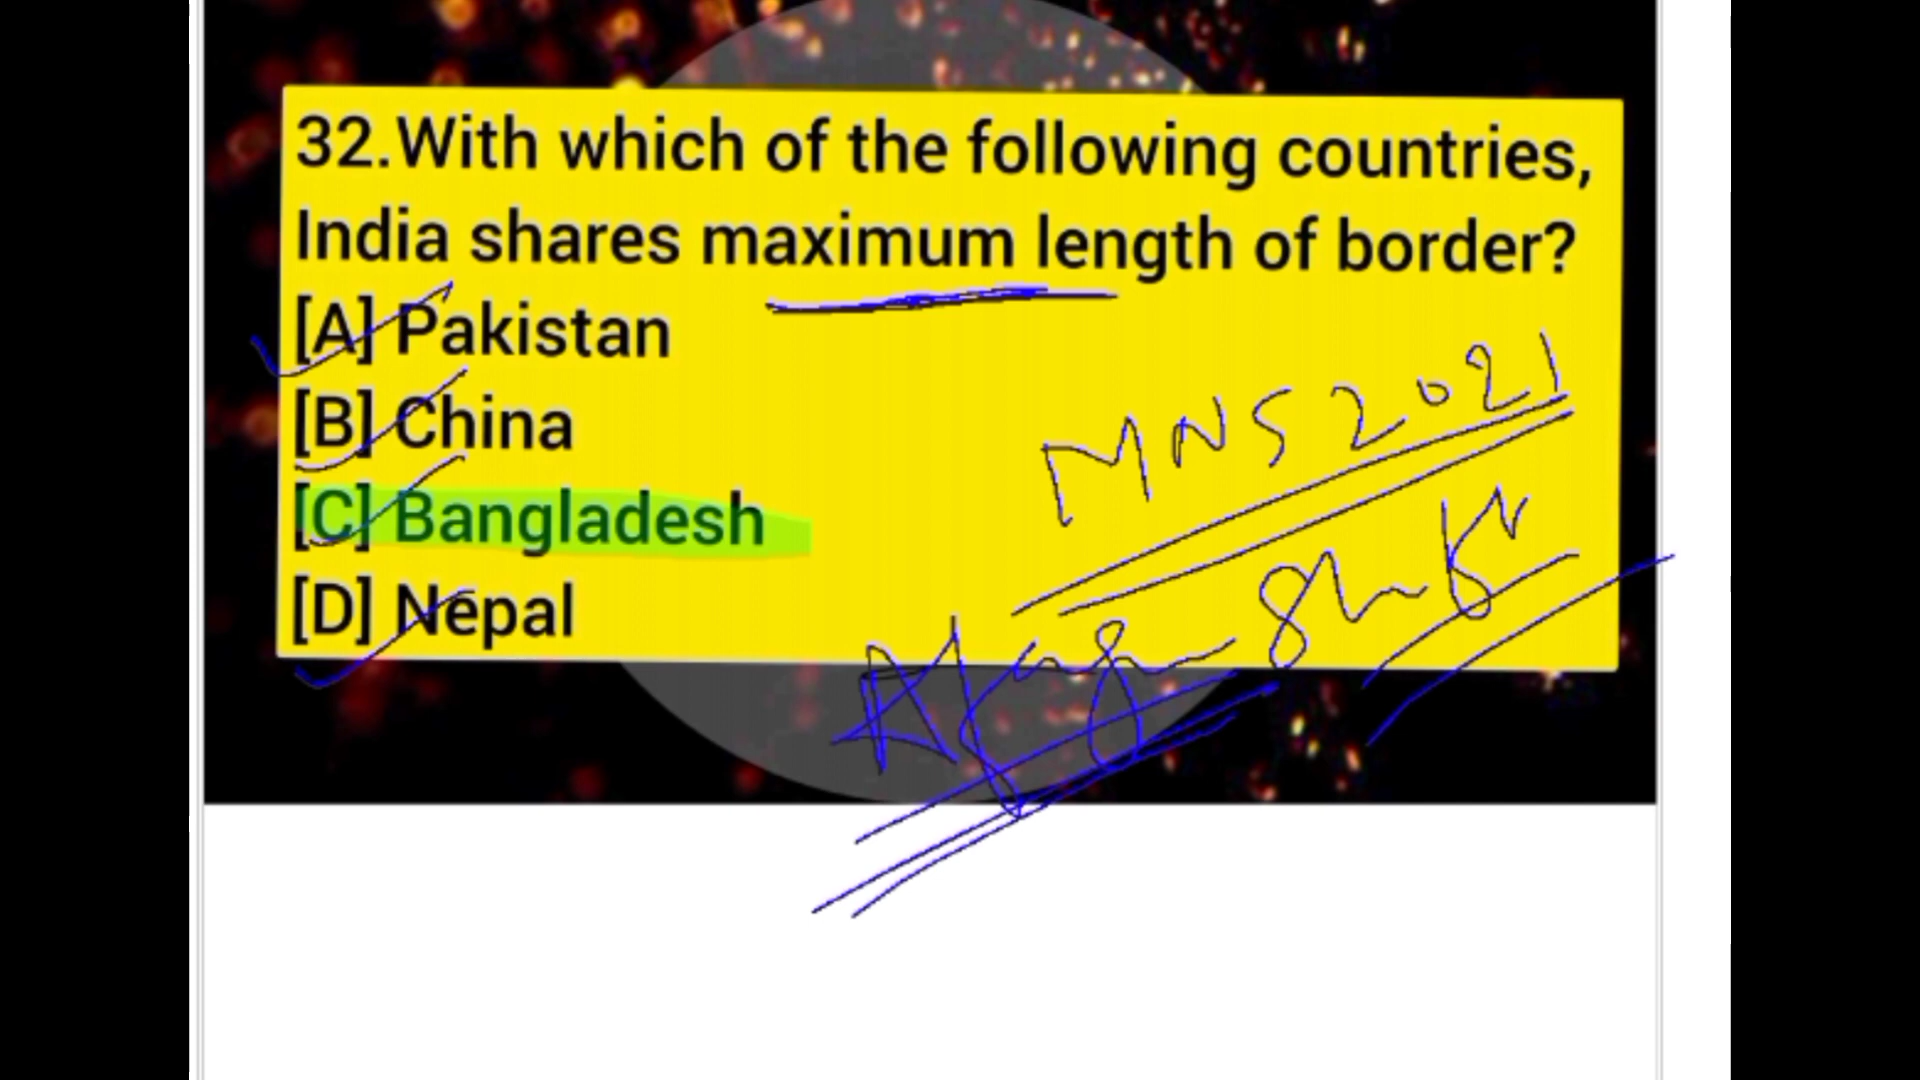 32.With which of the following countries,
India shares maximum length of border?
[A] Pakistan
[B] China
[C] Bangladesh
[D] Nepal
MNS 2021